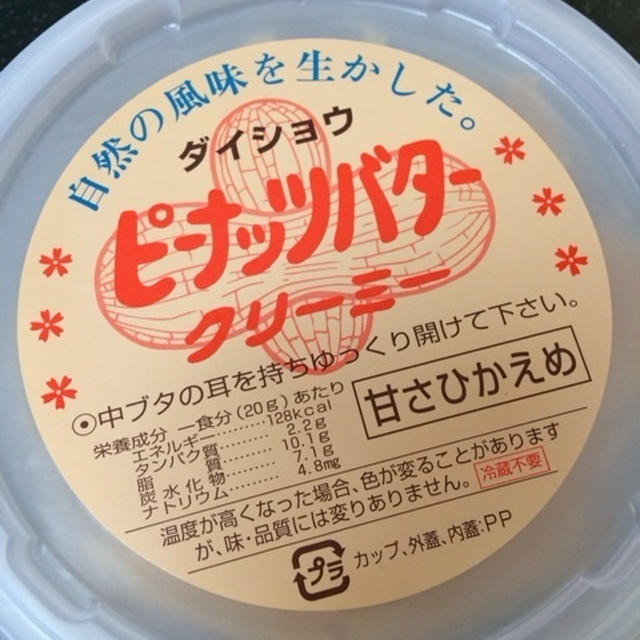 自然の風味を生かした。
ダイショウ
ピーナッツバター
クリーミー
⦿中ブタの耳を持ちゆっくり開けて下さい。
甘さひかえめ
栄養成分 一食分(20g)あたり
エネルギー………128kcal
タンパク質………2.2g
脂質………10.1g
炭水化物………7.1g
ナトリウム………4.8mg
温度が高くなった場合、色が変ることがあります
が、味・品質には変りありません。
冷蔵不要
プラ
カップ、外蓋、内蓋:PP